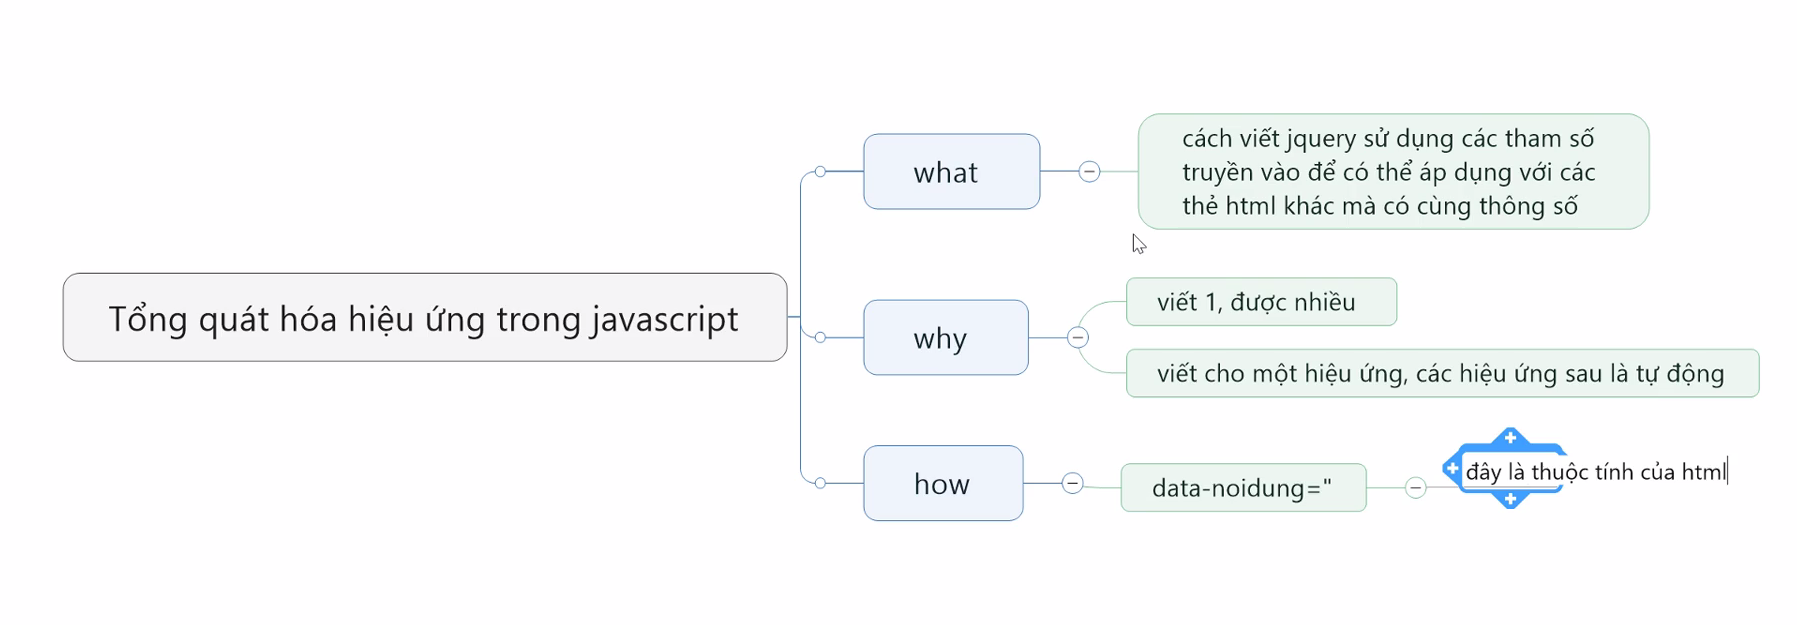 Tổng quát hóa hiệu ứng trong javascript
what
cách viết jquery sử dụng các tham số
truyền vào để có thể áp dụng với các
thẻ html khác mà có cùng thông số
why
viết 1, được nhiều
viết cho một hiệu ứng, các hiệu ứng sau là tự động
how
data-noidung="
đây là thuộc tính của html